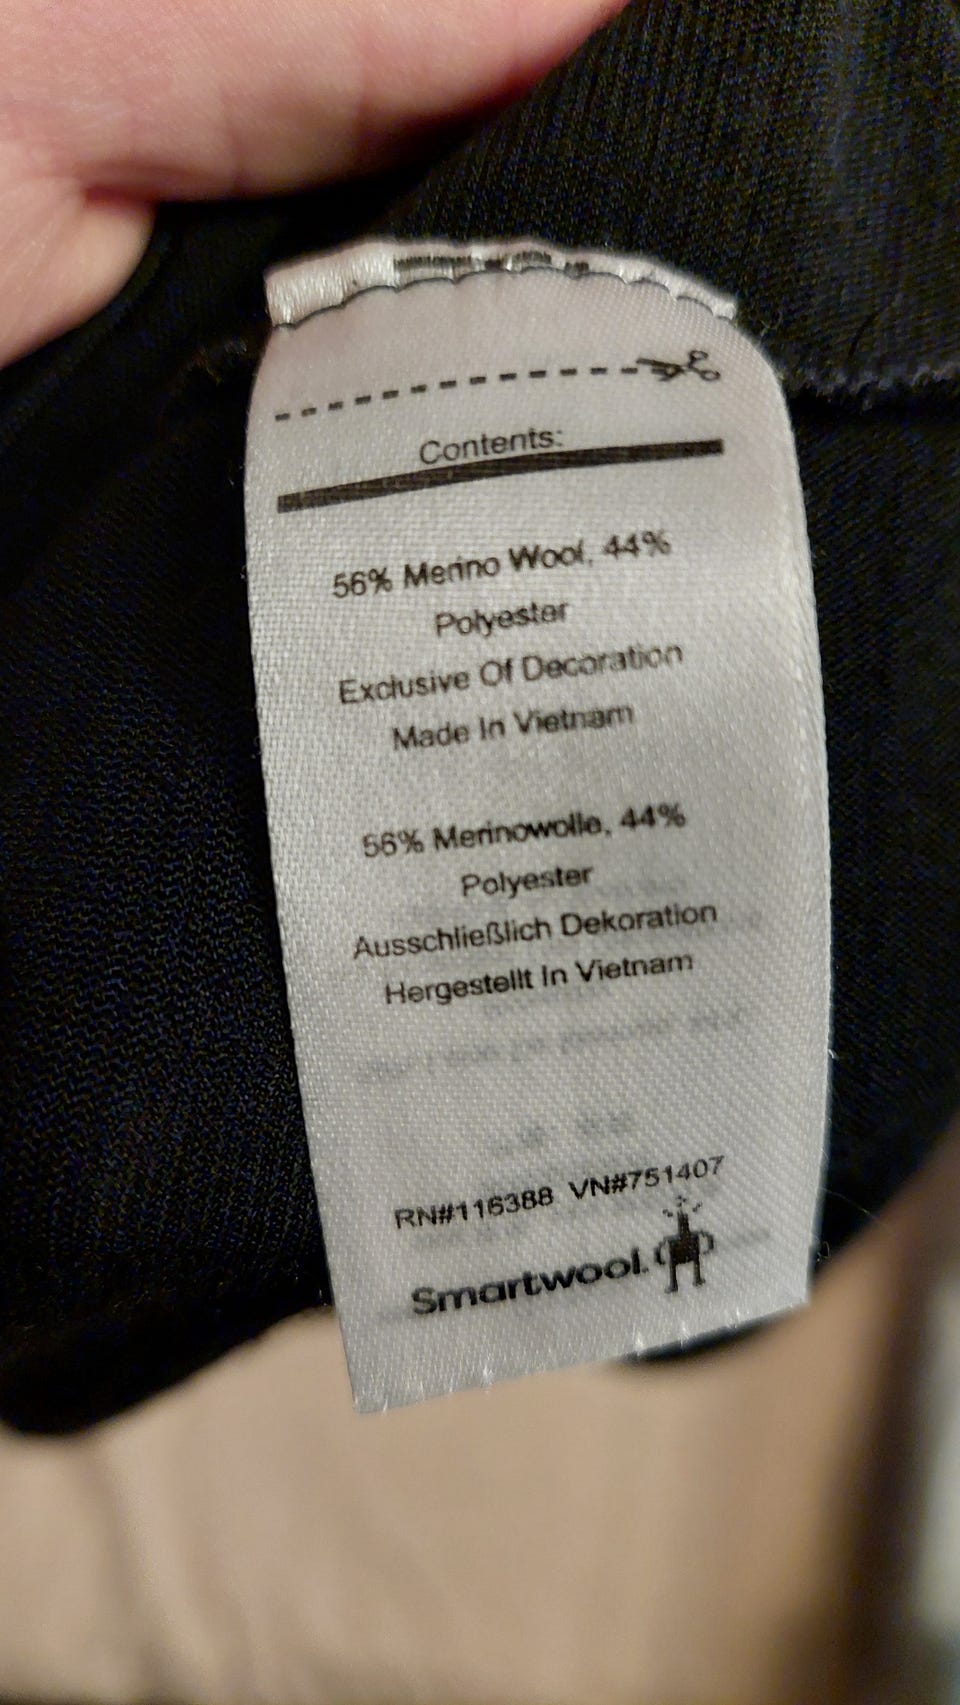 Contents:
56% Merino Wool, 44%
Polyester
Exclusive Of Decoration
Made In Vietnam
56% Merinowolle, 44%
Polyester
Ausschließlich Dekoration
Hergestellt In Vietnam
RN#116388 VN#751407
Smartwool.